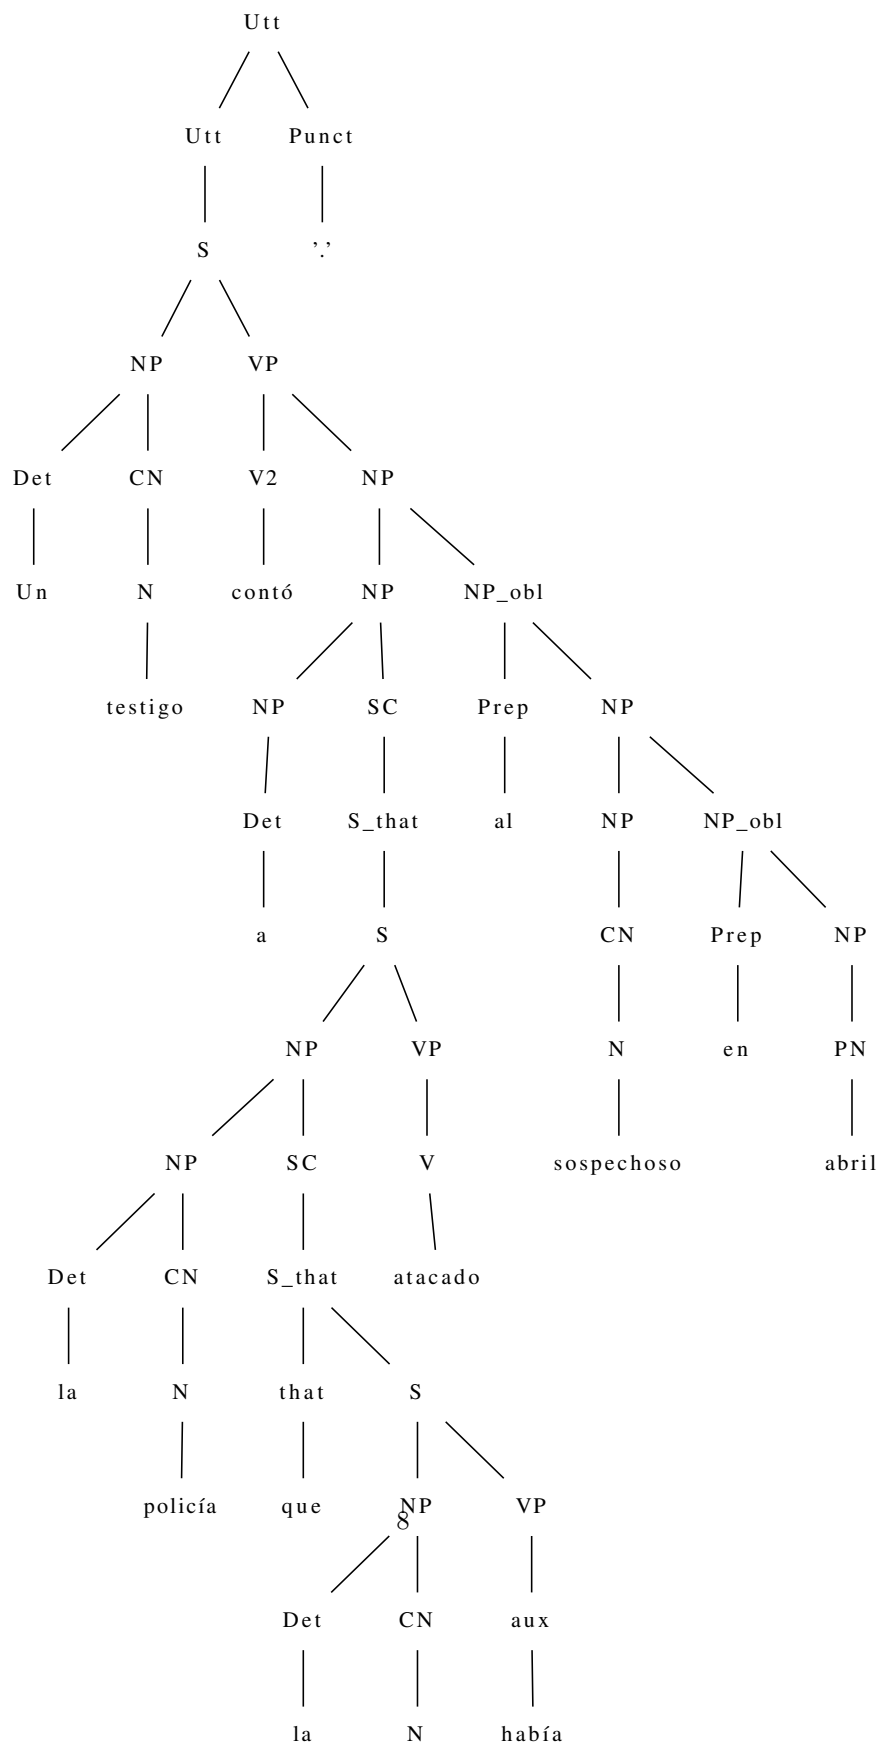 Utt
Utt Punct
S '.'
NP VP
Det CN V2 NP
Un N contó NP NP_obl
testigo NP SC Prep NP
Det S_that al NP NP_obl
a S CN Prep NP
NP VP N en PN
NP SC V sospechoso abril
Det CN S_that atacado
la N that S
policía que NP VP
8
Det CN aux
la N había